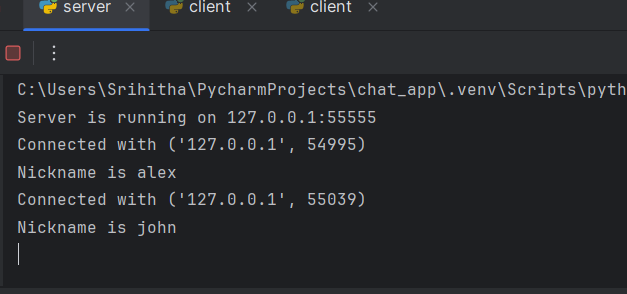 server × client × client ×
C:\Users\Srihitha\PycharmProjects\chat_app\.venv\Scripts\pyth
Server is running on 127.0.0.1:55555
Connected with ('127.0.0.1', 54995)
Nickname is alex
Connected with ('127.0.0.1', 55039)
Nickname is john